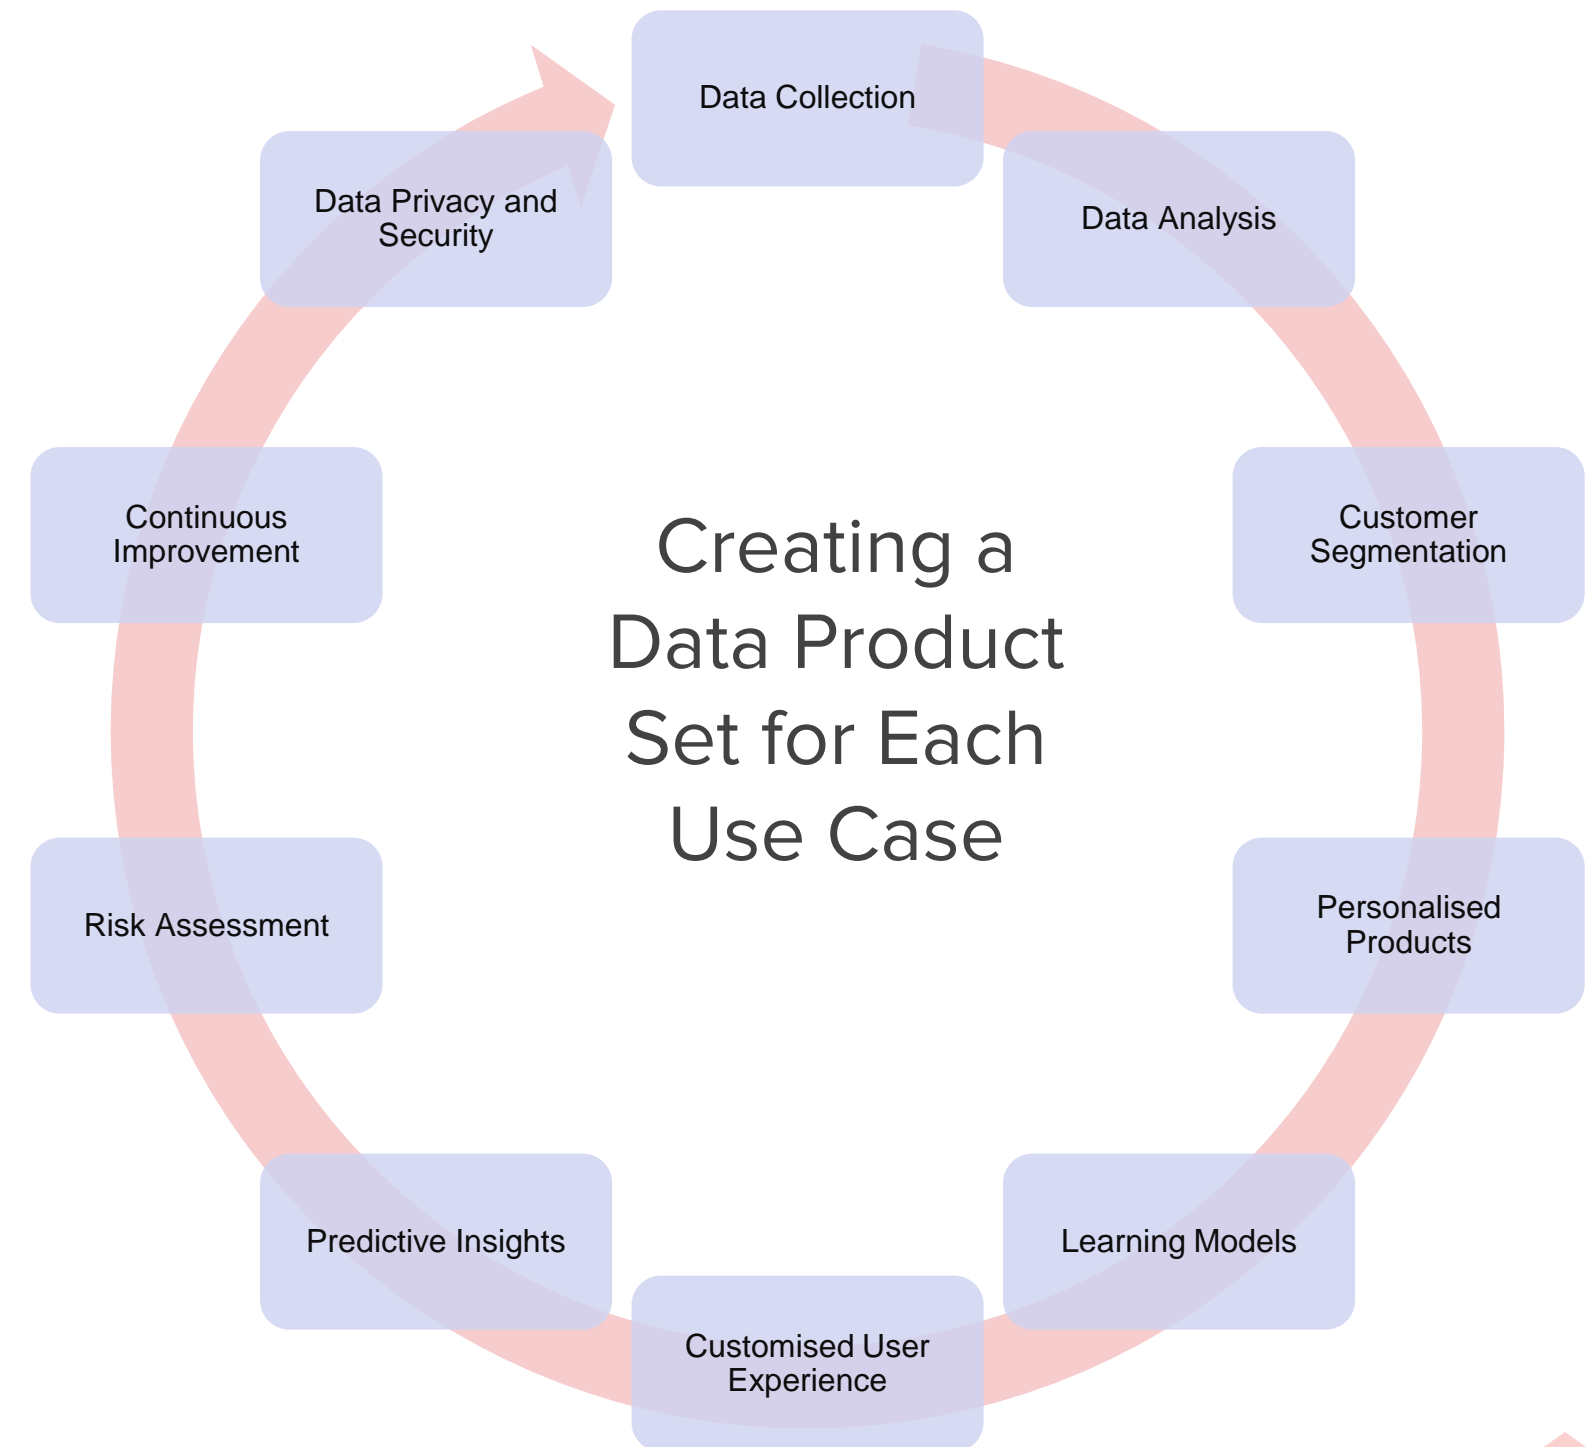 Data Collection
Data Analysis
Customer
Segmentation
Personalised
Products
Learning Models
Customised User
Experience
Predictive Insights
Risk Assessment
Continuous
Improvement
Data Privacy and
Security
Creating a
Data Product
Set for Each
Use Case